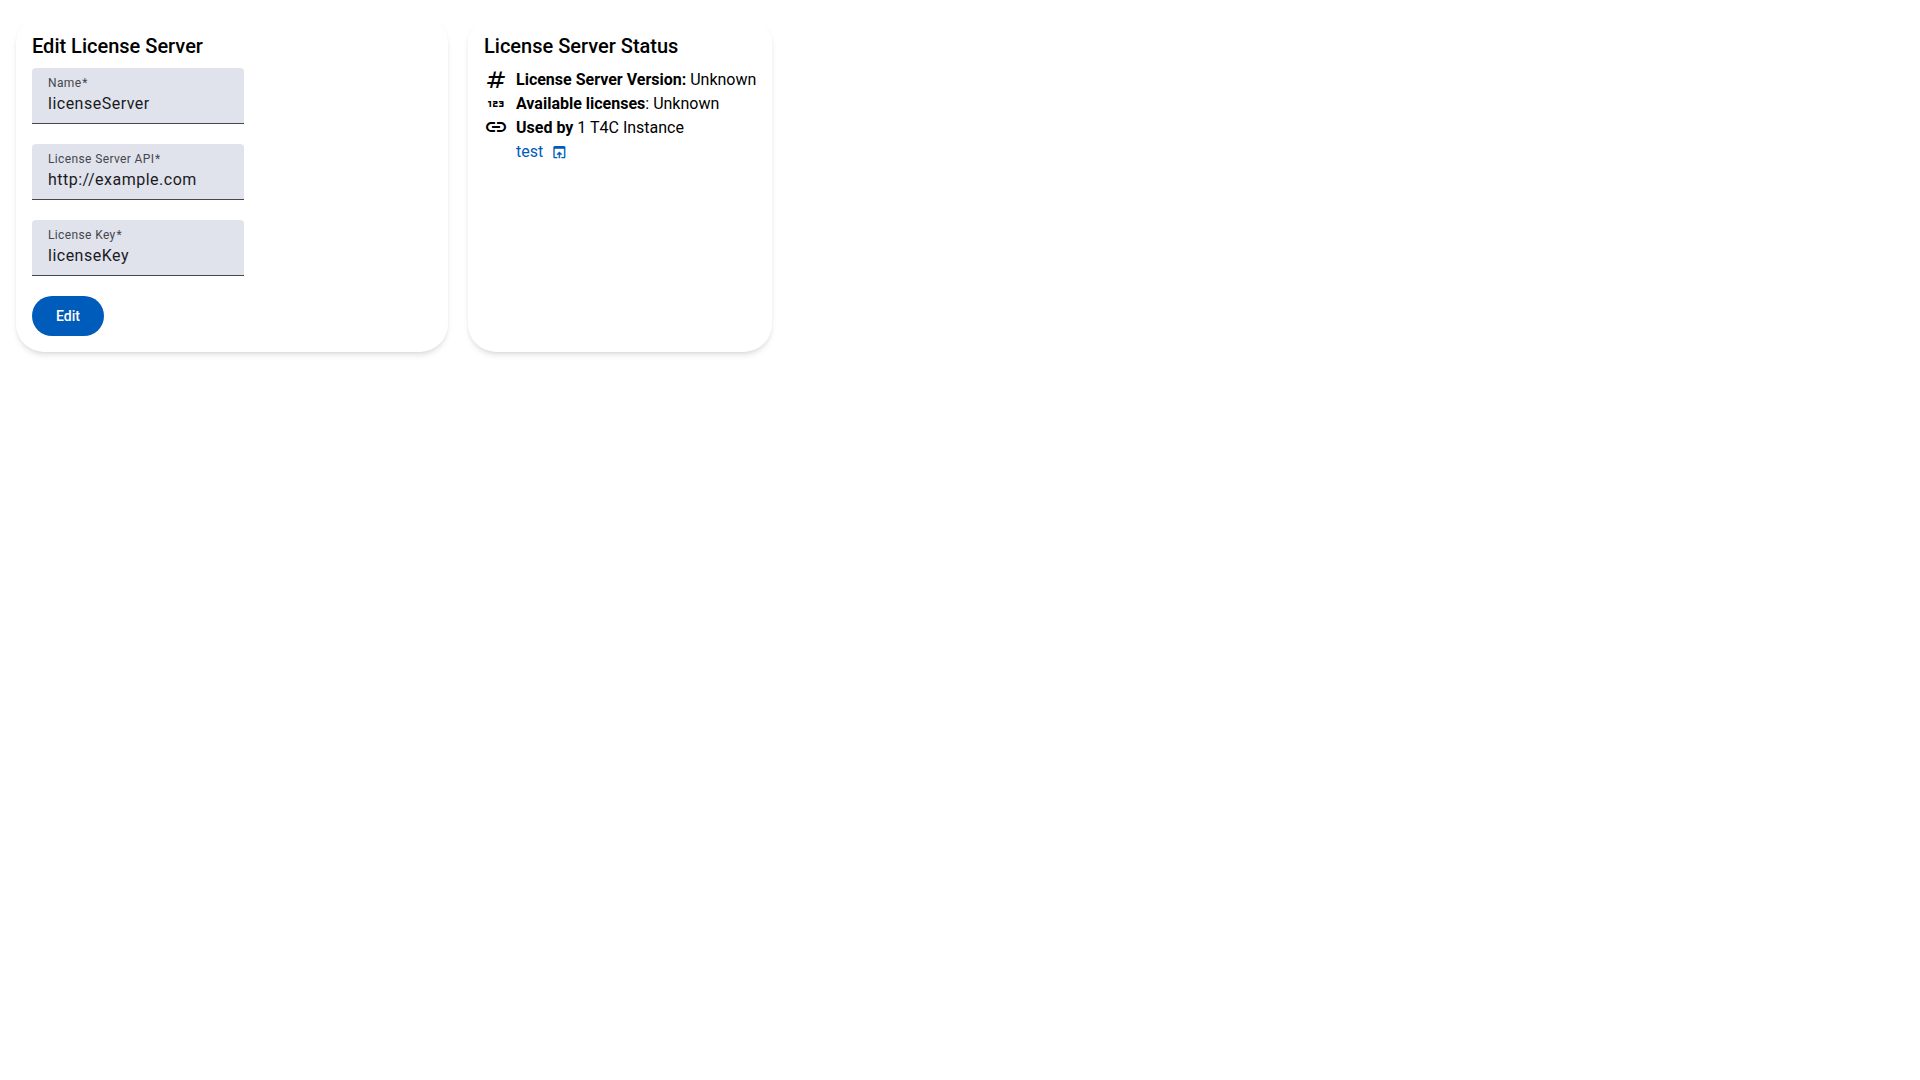 Edit License Server
Name*
licenseServer
License Server API*
http://example.com
License Key*
licenseKey
Edit
License Server Status
License Server Version: Unknown
123 Available licenses: Unknown
Used by 1 T4C Instance
test